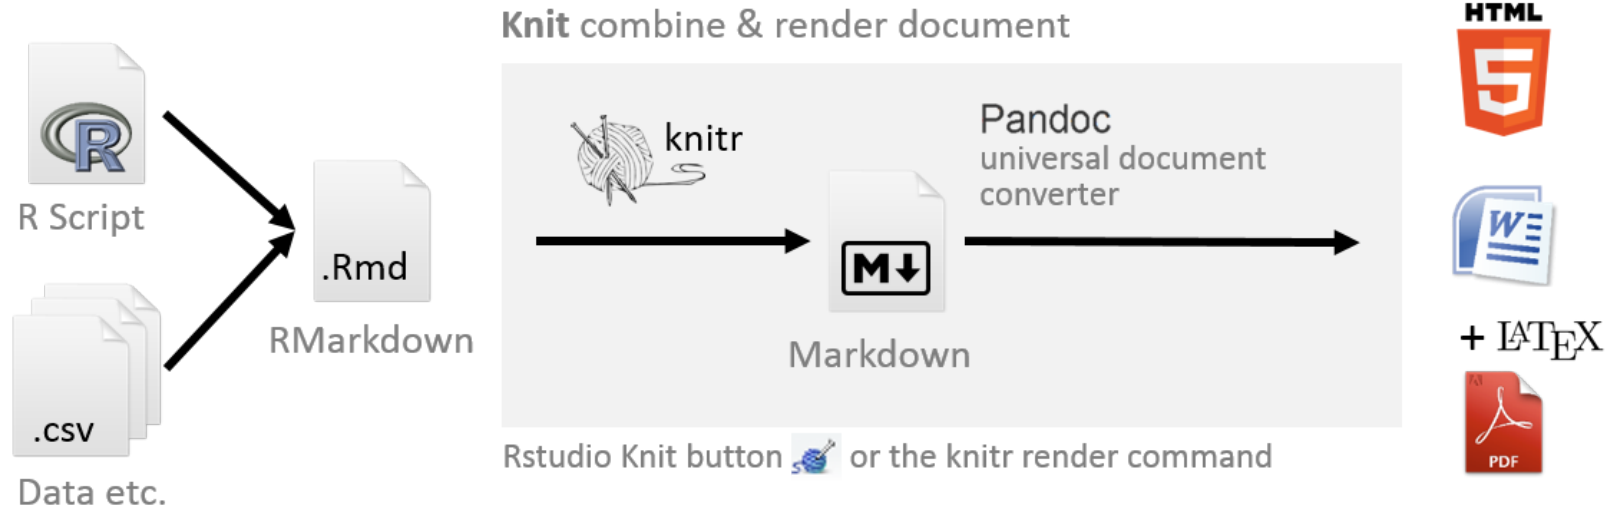 Knit combine & render document
HTML
5
R
R Script
.Rmd
RMarkdown
.csv
Data etc.
knitr
Pandoc
universal document
converter
M
Markdown
Rstudio Knit button or the knitr render command
W
+ LATEX
PDF